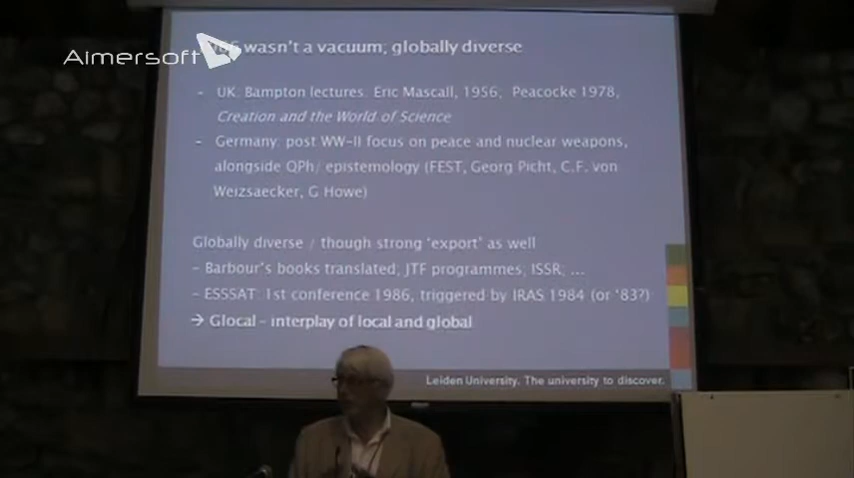 Aimersoft
wasn't a vacuum; globally diverse
- UK: Bampton lectures: Eric Mascall, 1956; Peacocke 1978,
Creation and the World of Science
- Germany: post WW-II focus on peace and nuclear weapons,
alongside QPh/ epistemology (FEST, Georg Picht, C.F. von
Weizsaecker, G Howe)
Globally diverse / though strong 'export' as well
- Barbour's books translated; JTF programmes; ISSR; ...
- ESSSAT: 1st conference 1986, triggered by IRAS 1984 (or '83?)
→ Glocal - interplay of local and global
Leiden University. The university to discover.